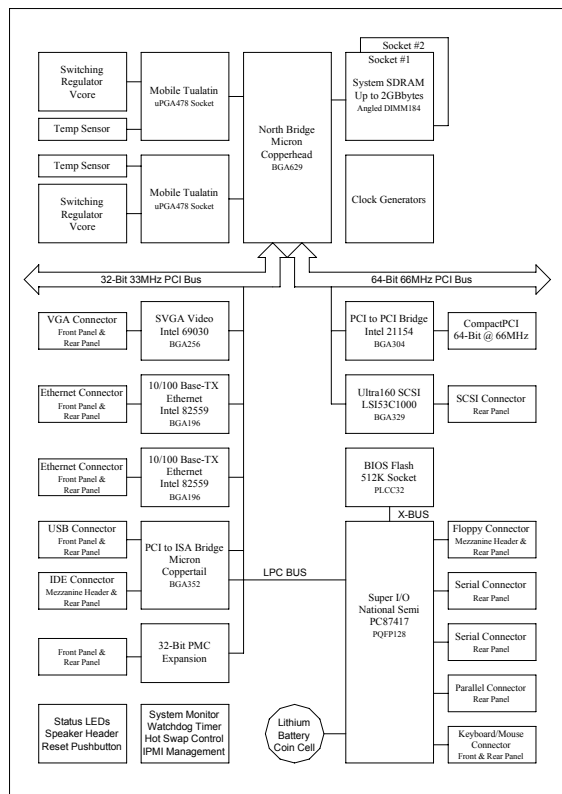 Socket #2
Socket #1
System SDRAM
Up to 2GBbytes
Angled DIMM184
Switching
Regulator
Vcore
Mobile Tualatin
uPGA478 Socket
Temp Sensor
North Bridge
Micron
Copperhead
BGA629
Temp Sensor
Mobile Tualatin
uPGA478 Socket
Switching
Regulator
Vcore
Clock Generators
32-Bit 33MHz PCI Bus
64-Bit 66MHz PCI Bus
VGA Connector
Front Panel &
Rear Panel
SVGA Video
Intel 69030
BGA256
PCI to PCI Bridge
Intel 21154
BGA304
CompactPCI
64-Bit @ 66MHz
Ethernet Connector
Front Panel &
Rear Panel
10/100 Base-TX
Ethernet
Intel 82559
BGA196
Ultra160 SCSI
LSI53C1000
BGA329
SCSI Connector
Rear Panel
Ethernet Connector
Front Panel &
Rear Panel
10/100 Base-TX
Ethernet
Intel 82559
BGA196
BIOS Flash
512K Socket
PLCC32
X-BUS
USB Connector
Front Panel &
Rear Panel
PCI to ISA Bridge
Micron
Coppertail
BGA352
IDE Connector
Mezzanine Header &
Rear Panel
LPC BUS
Super I/O
National Semi
PC87417
PQFP128
Floppy Connector
Mezzanine Header &
Rear Panel
Serial Connector
Rear Panel
Serial Connector
Rear Panel
Parallel Connector
Rear Panel
Keyboard/Mouse
Connector
Front & Rear Panel
Front Panel &
Rear Panel
32-Bit PMC
Expansion
Status LEDs
Speaker Header
Reset Pushbutton
System Monitor
Watchdog Timer
Hot Swap Control
IPMI Management
Lithium
Battery
Coin Cell